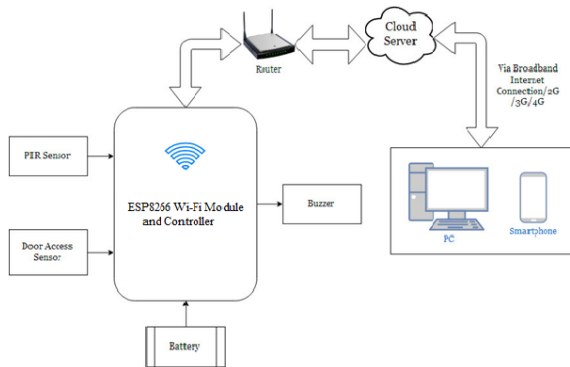 Cloud
Server
Router
Via Broadband
Internet
Connection/2G
/3G/4G
PIR Sensor
ESP8266 Wi-Fi Module
and Controller
Buzzer
Door Access
Sensor
PC
Smartphone
Battery